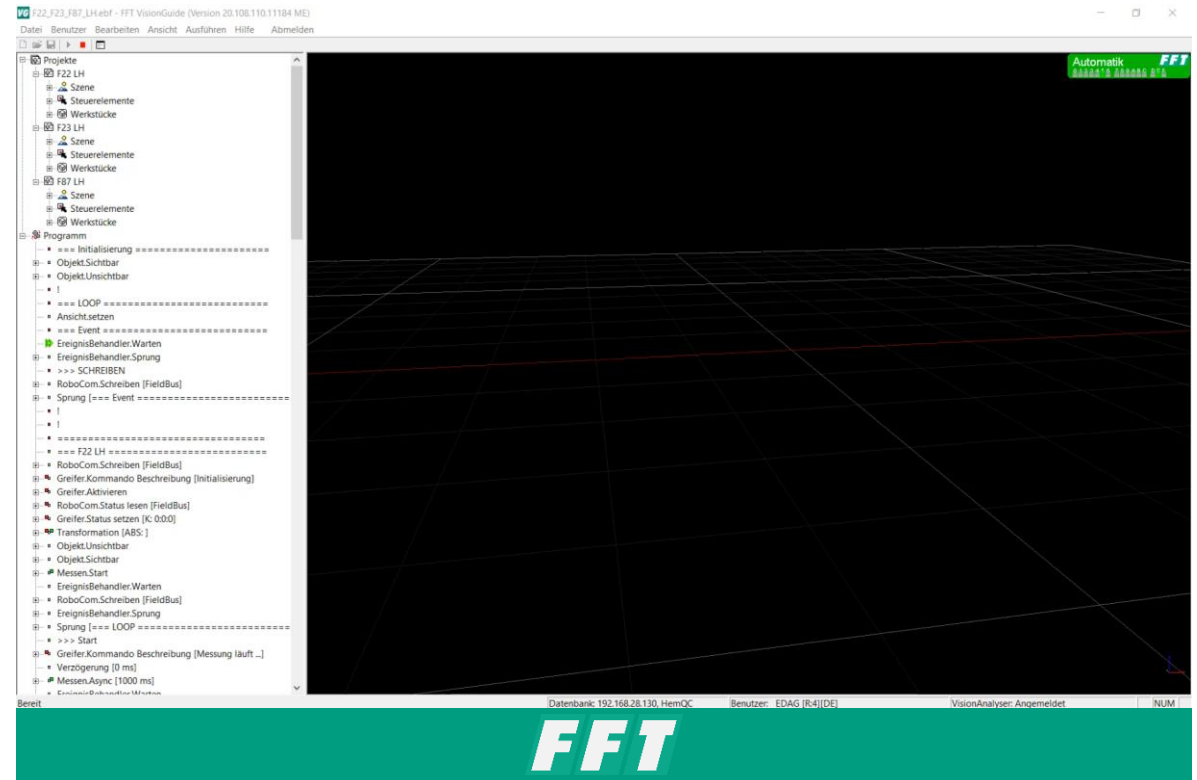 VG F22_F23_F87_LH.ebf - FFT VisionGuide (Version 20.108.110.11184 ME)
Datei Benutzer Bearbeiten Ansicht Ausführen Hilfe Abmelden
Projekte
F22 LH
Szene
Steuerelemente
Werkstücke
F23 LH
Szene
Steuerelemente
Werkstücke
F87 LH
Szene
Steuerelemente
Werkstücke
Programm
=== Initialisierung ======================
Objekt.Sichtbar
Objekt.Unsichtbar
!
=== LOOP ===========================
Ansicht.setzen
=== Event ===========================
EreignisBehandler.Warten
EreignisBehandler.Sprung
>>> SCHREIBEN
RoboCom.Schreiben [FieldBus]
Sprung [=== Event =========================
!
!
==================================
=== F22 LH ==========================
RoboCom.Schreiben [FieldBus]
Greifer.Kommando Beschreibung [Initialisierung]
Greifer.Aktivieren
RoboCom.Status lesen [FieldBus]
Greifer.Status setzen [K: 0:0:0]
Transformation [ABS: ]
Objekt.Unsichtbar
Objekt.Sichtbar
Messen.Start
EreignisBehandler.Warten
RoboCom.Schreiben [FieldBus]
EreignisBehandler.Sprung
Sprung [=== LOOP =========================
>>> Start
Greifer.Kommando Beschreibung [Messung läuft ...]
Verzögerung [0 ms]
Messen.Async [1000 ms]
EreignisBehandler.Warten
Automatik FFT
Bereit Datenbank: 192.168.28.130, HemQC Benutzer: EDAG [R:4][DE] VisionAnalyser: Angemeldet NUM
FFT